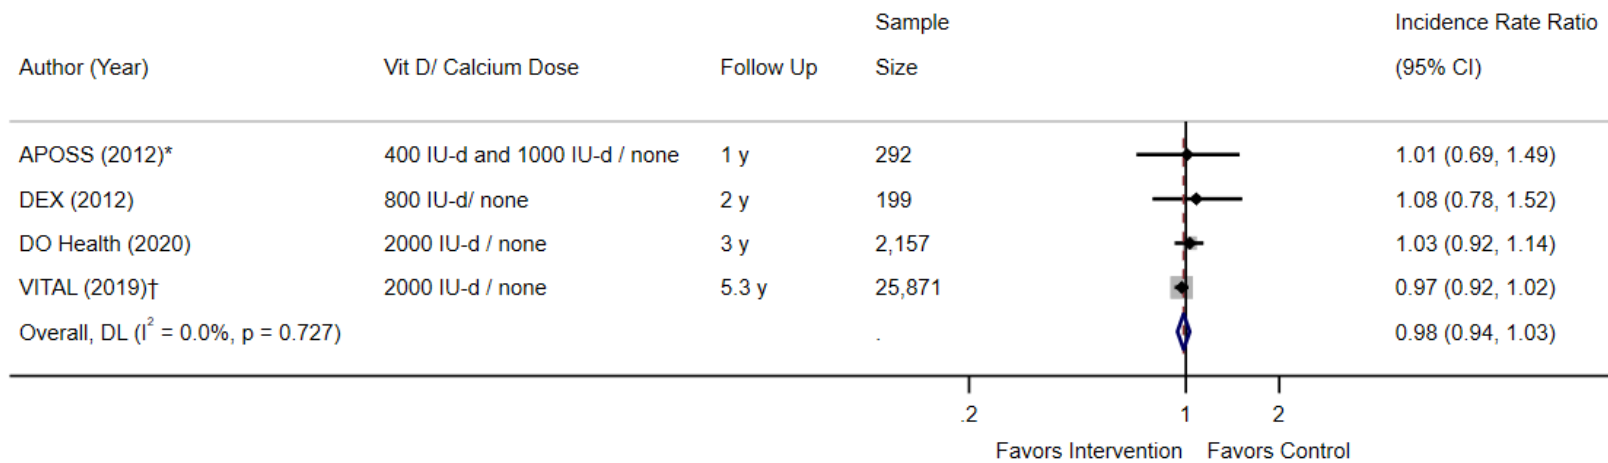 Sample Incidence Rate Ratio
Author (Year) Vit D/ Calcium Dose Follow Up Size (95% CI)
APOSS (2012)* 400 IU-d and 1000 IU-d / none 1 y 292 1.01 (0.69, 1.49)
DEX (2012) 800 IU-d/ none 2 y 199 1.08 (0.78, 1.52)
DO Health (2020) 2000 IU-d / none 3 y 2,157 1.03 (0.92, 1.14)
VITAL (2019)† 2000 IU-d / none 5.3 y 25,871 0.97 (0.92, 1.02)
Overall, DL (I² = 0.0%, p = 0.727) . 0.98 (0.94, 1.03)
.2 1 2
Favors Intervention Favors Control